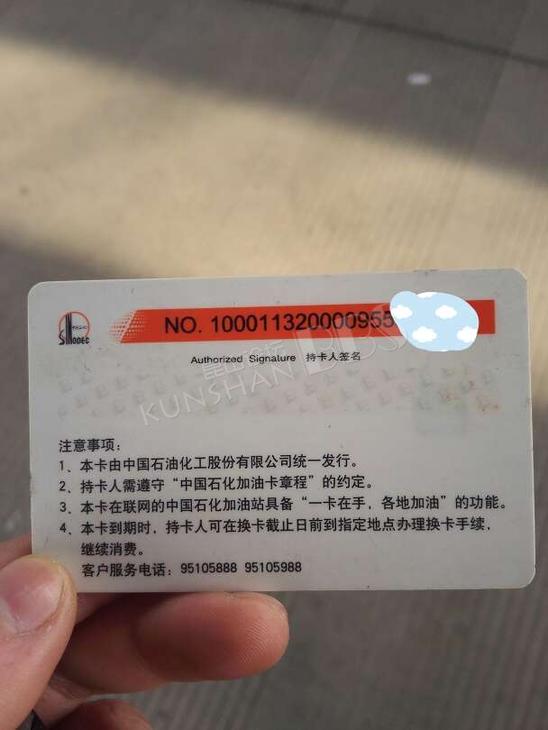 SINOPEC
NO. 100011320000955
Authorized Signature 持卡人签名
KUNSHAN BBS
注意事项：
1、本卡由中国石油化工股份有限公司统一发行。
2、持卡人需遵守“中国石化加油卡章程”的约定。
3、本卡在联网的中国石化加油站具备“一卡在手，各地加油”的功能。
4、本卡到期时，持卡人可在换卡截止日前到指定地点办理换卡手续，
继续消费。
客户服务电话：95105888 95105988